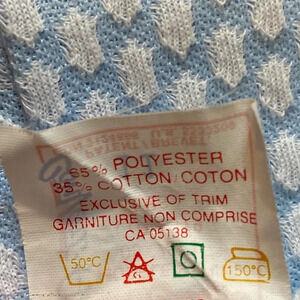 65% POLYESTER
35% COTTON/COTON
EXCLUSIVE OF TRIM
GARNITURE NON COMPRISE
CA 05138
50°C
150°C